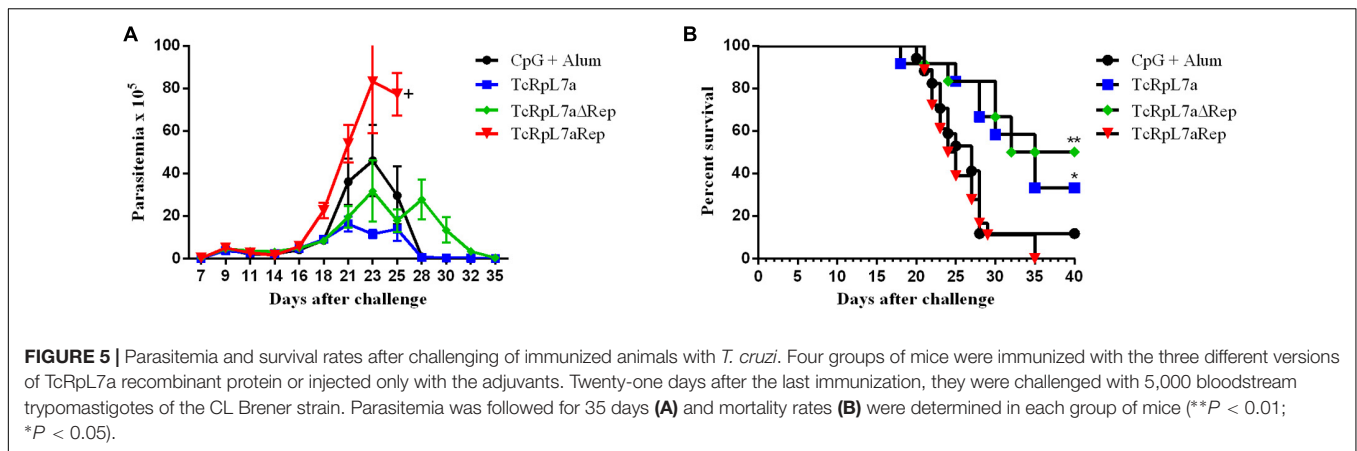 A
100
80
60
40
20
0
Parasitemia x 10⁵
7 9 11 14 16 18 21 23 25 28 30 32 35
Days after challenge
+
CpG + Alum
TcRpL7a
TcRpL7aΔRep
TcRpL7aRep
B
100
80
60
40
20
0
Percent survival
0 5 10 15 20 25 30 35 40
Days after challenge
**
*
CpG + Alum
TcRpL7a
TcRpL7aΔRep
TcRpL7aRep
FIGURE 5 | Parasitemia and survival rates after challenging of immunized animals with T. cruzi. Four groups of mice were immunized with the three different versions
of TcRpL7a recombinant protein or injected only with the adjuvants. Twenty-one days after the last immunization, they were challenged with 5,000 bloodstream
trypomastigotes of the CL Brener strain. Parasitemia was followed for 35 days (A) and mortality rates (B) were determined in each group of mice (**P < 0.01;
*P < 0.05).